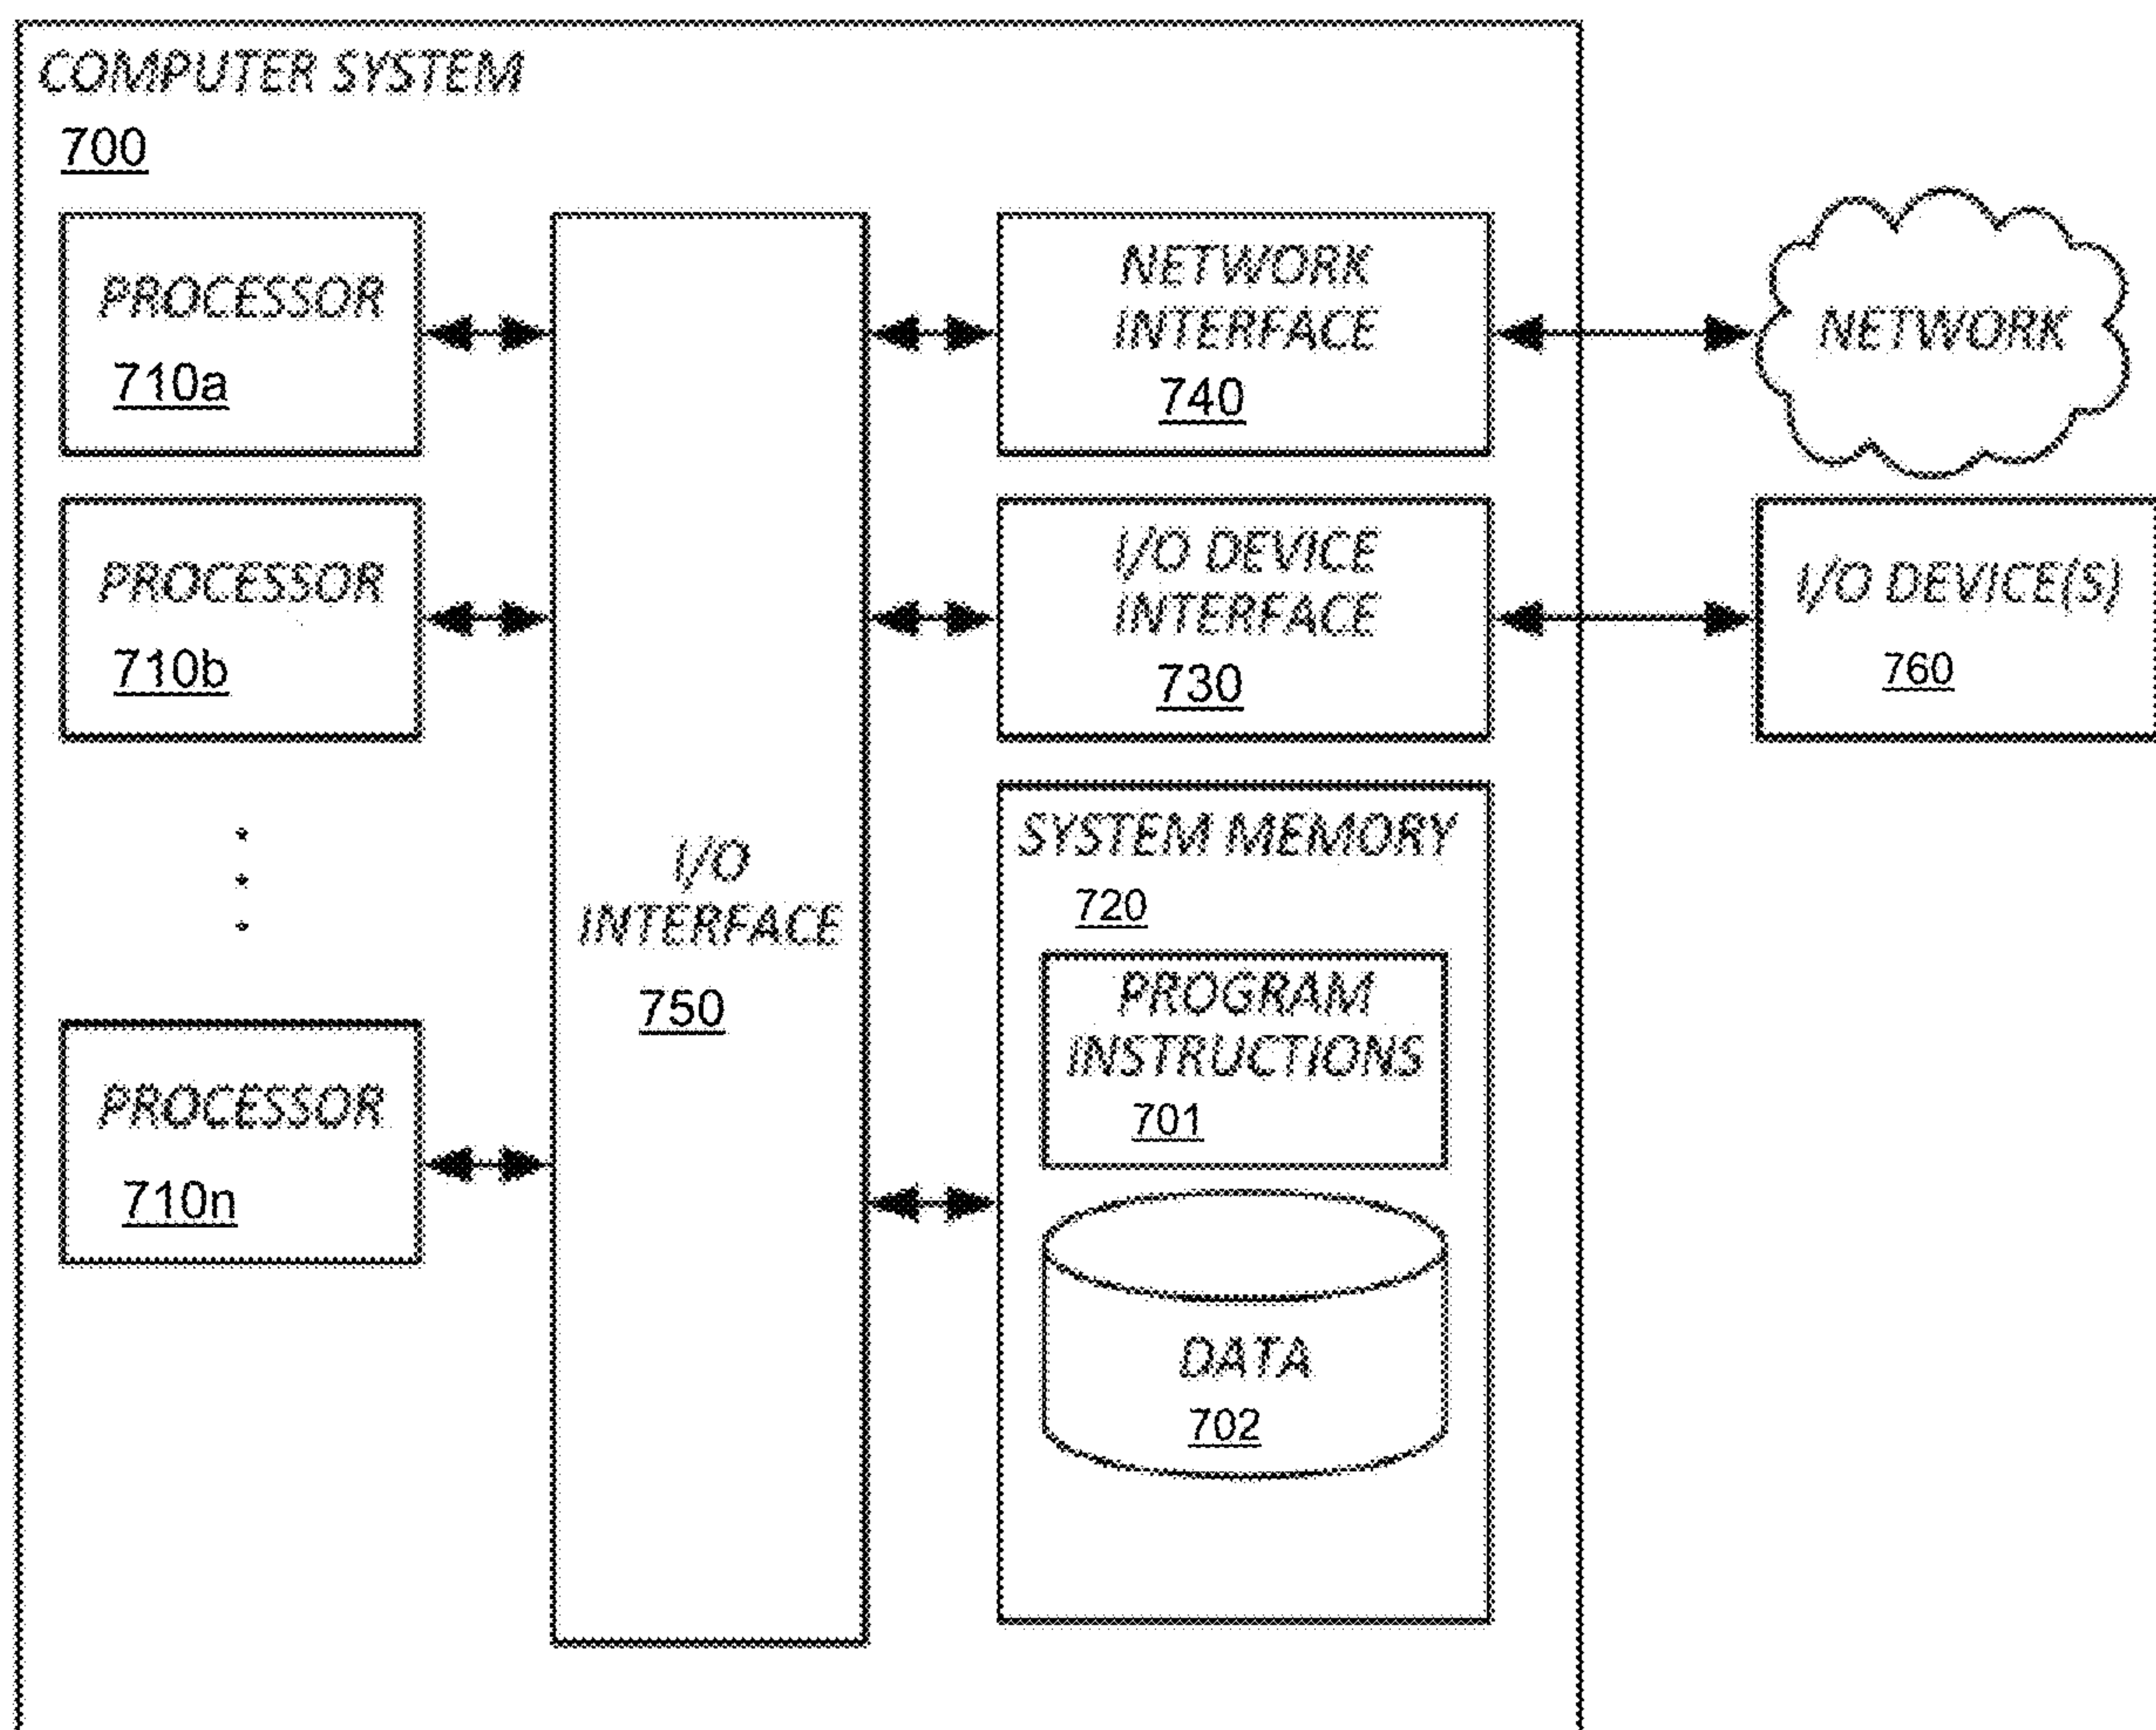 COMPUTER SYSTEM
700
PROCESSOR
710a
PROCESSOR
710b
PROCESSOR
710n
I/O
INTERFACE
750
NETWORK
INTERFACE
740
I/O DEVICE
INTERFACE
730
SYSTEM MEMORY
720
PROGRAM
INSTRUCTIONS
701
DATA
702
NETWORK
I/O DEVICE(S)
760